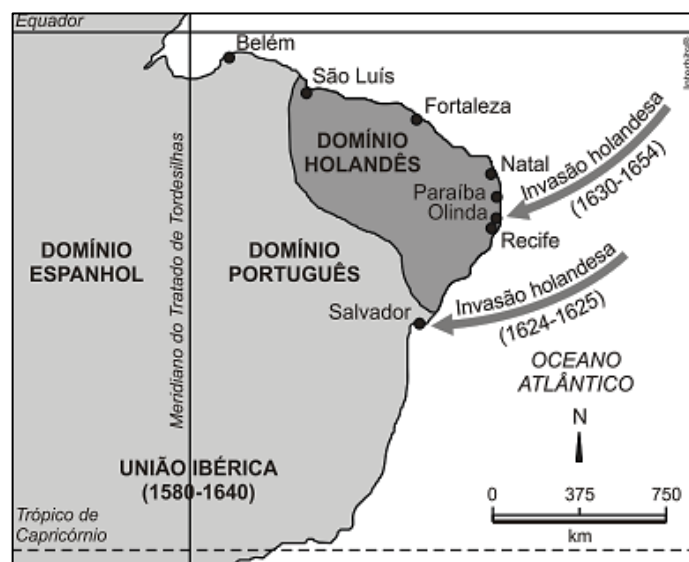 Equador
Belém
São Luís
Fortaleza
DOMÍNIO
HOLANDÊS
Natal
Paraíba
Olinda
Recife
Invasão holandesa
(1630-1654)
Meridiano do Tratado de Tordesilhas
DOMÍNIO
ESPANHOL
DOMÍNIO
PORTUGUÊS
Salvador
Invasão holandesa
(1624-1625)
OCEANO
ATLÂNTICO
N
UNIÃO IBÉRICA
(1580-1640)
0 375 750
km
Trópico de
Capricórnio
Interbits®